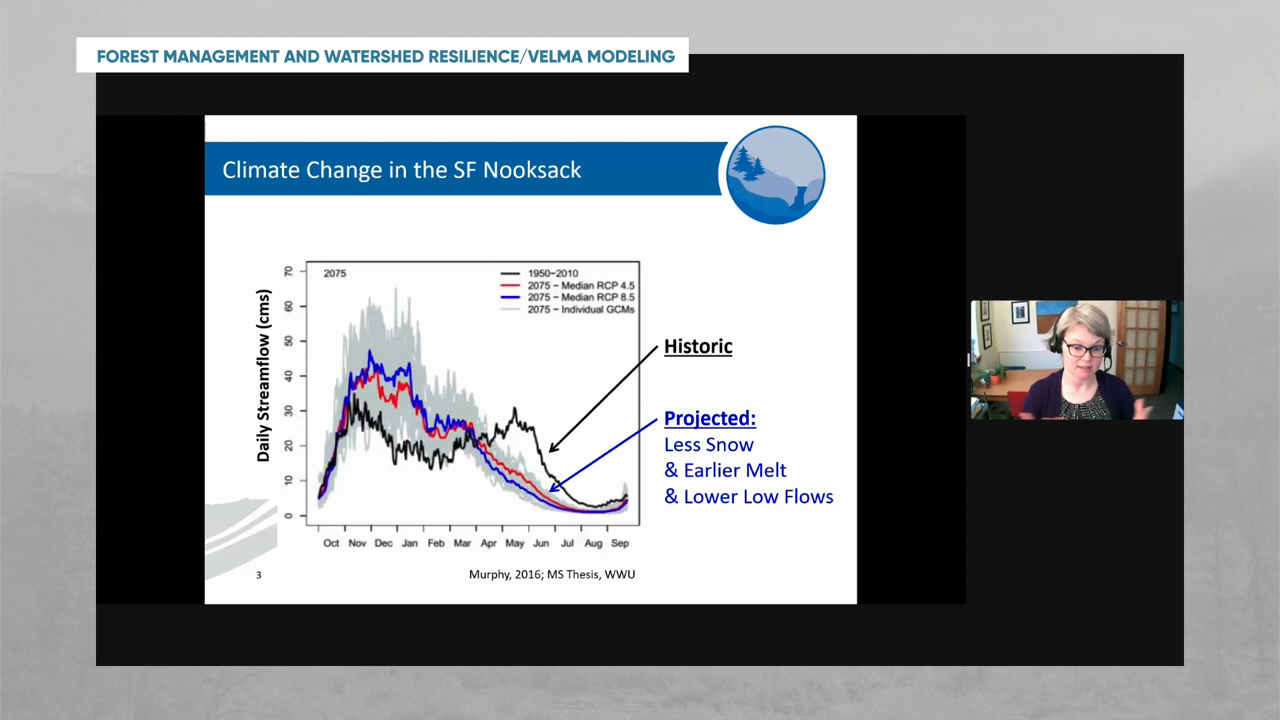 FOREST MANAGEMENT AND WATERSHED RESILIENCE/VELMA MODELING
Climate Change in the SF Nooksack
2075
1950−2010
2075 − Median RCP 4.5
2075 − Median RCP 8.5
2075 − Individual GCMs
Daily Streamflow (cms)
70
60
50
40
30
20
10
0
Oct Nov Dec Jan Feb Mar Apr May Jun Jul Aug Sep
Historic
Projected:
Less Snow
& Earlier Melt
& Lower Low Flows
3
Murphy, 2016; MS Thesis, WWU